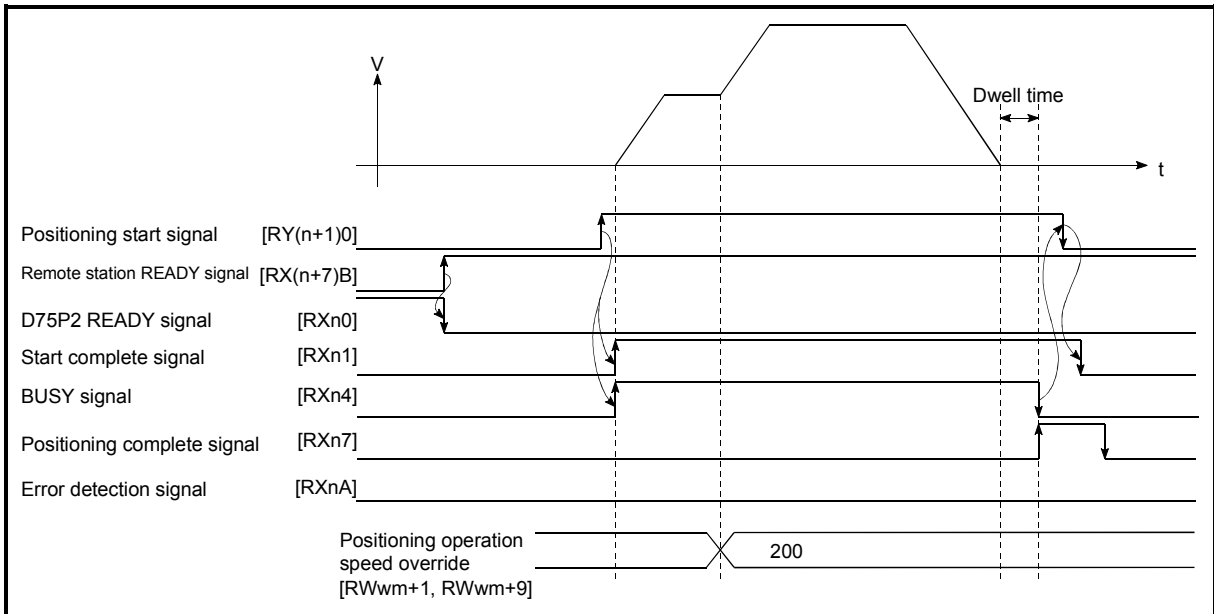 V
Dwell time
t
Positioning start signal [RY(n+1)0]
Remote station READY signal [RX(n+7)B]
D75P2 READY signal [RXn0]
Start complete signal [RXn1]
BUSY signal [RXn4]
Positioning complete signal [RXn7]
Error detection signal [RXnA]
Positioning operation
speed override
[RWwm+1, RWwm+9]
200